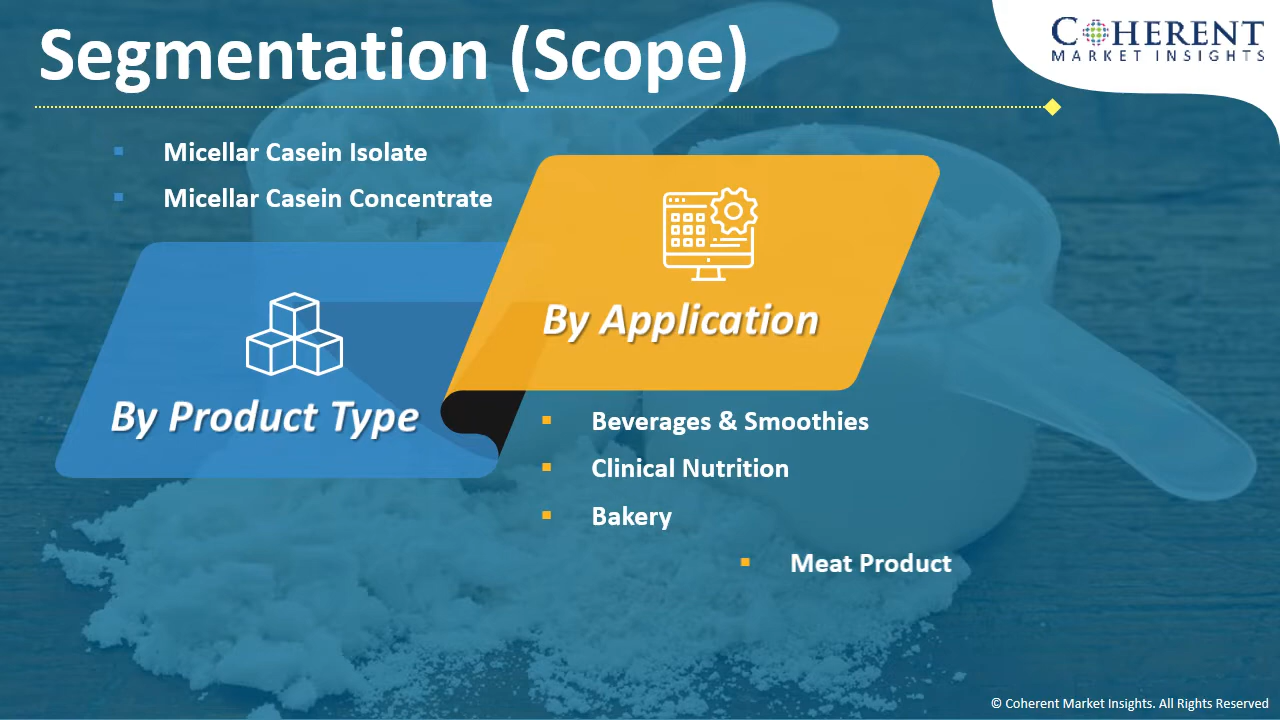 Segmentation (Scope)
COHERENT
MARKET INSIGHTS
▪ Micellar Casein Isolate
▪ Micellar Casein Concentrate
By Product Type
By Application
▪ Beverages & Smoothies
▪ Clinical Nutrition
▪ Bakery
▪ Meat Product
© Coherent Market Insights. All Rights Reserved